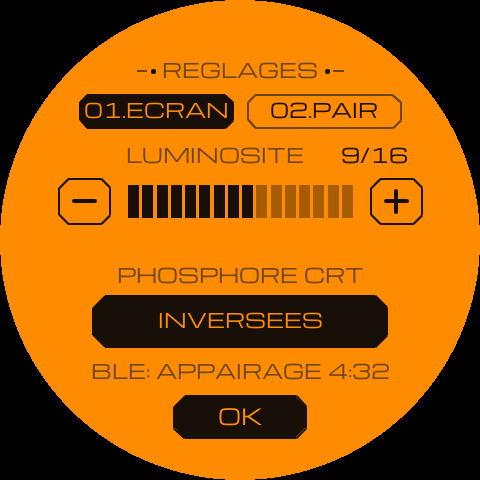 REGLAGES
01.ECRAN 02.PAIR
LUMINOSITE 9/16
− +
PHOSPHORE CRT
INVERSEES
BLE: APPAIRAGE 4:32
OK